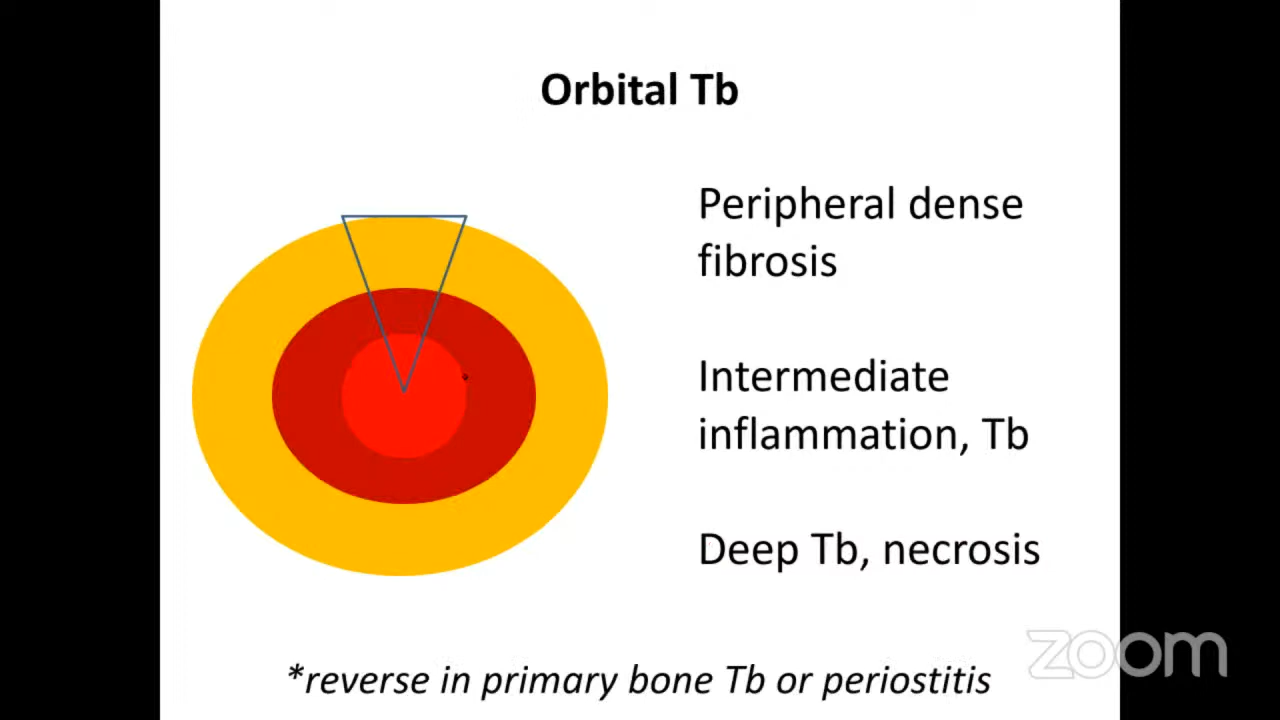 Orbital Tb
Peripheral dense
fibrosis
Intermediate
inflammation, Tb
Deep Tb, necrosis
*reverse in primary bone Tb or periostitis
zoom